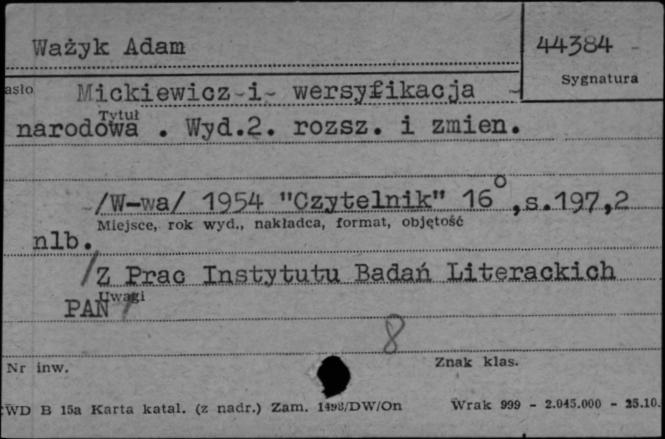 Ważyk Adam
44384 -
Sygnatura
asło Mickiewicz i wersyfikacja -
Tytuł
narodowa . Wyd.2. rozsz. i zmien.
/W-wa/ 1954 "Czytelnik" 16°,s.197,2
Miejsce, rok wyd., nakładca, format, objętość
nlb.
/Z Prac Instytutu Badań Literackich
Uwagi
PAN/
8
Nr inw.
Znak klas.
WD B 15a Karta katal. (z nadr.) Zam. 1498/DW/On Wrak 999 - 2.045.000 - 25.10.